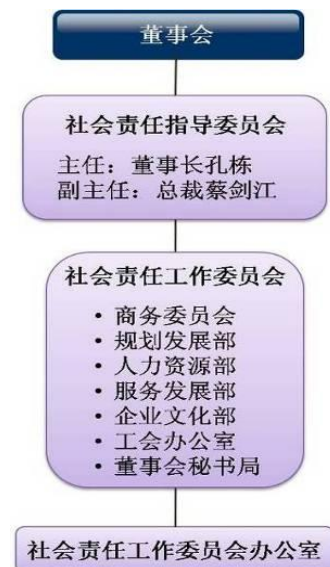 董事会
社会责任指导委员会
主任：董事长孔栋
副主任：总裁蔡剑江
社会责任工作委员会
• 商务委员会
• 规划发展部
• 人力资源部
• 服务发展部
• 企业文化部
• 工会办公室
• 董事会秘书局
社会责任工作委员会办公室